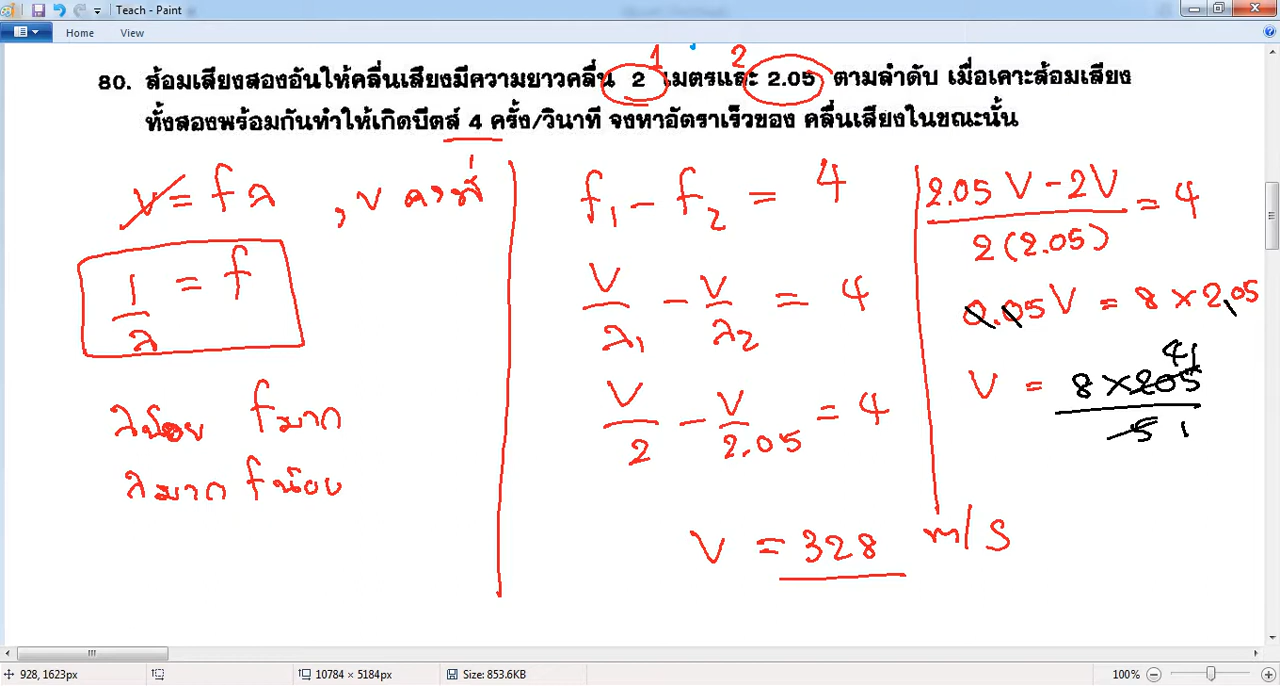 Teach - Paint
Home View
1 2
80. ส้อมเสียงสองอันให้คลื่นเสียงมีความยาวคลื่น 2 เมตรและ 2.05 ตามลำดับ เมื่อเคาะส้อมเสียง
ทั้งสองพร้อมกันทำให้เกิดบีตส์ 4 ครั้ง/วินาที จงหาอัตราเร็วของ คลื่นเสียงในขณะนั้น
v = fλ , v คงที่
1/λ = f
λน้อย fมาก
λมาก fน้อย
f₁ - f₂ = 4
V/λ₁ - V/λ₂ = 4
V/2 - V/2.05 = 4
2.05 V - 2V / 2(2.05) = 4
0.05 V = 8 × 2.05
41
V = 8 × 205 / 5 1
V = 328 m/s
928, 1623px 10784 × 5184px Size: 853.6KB 100%